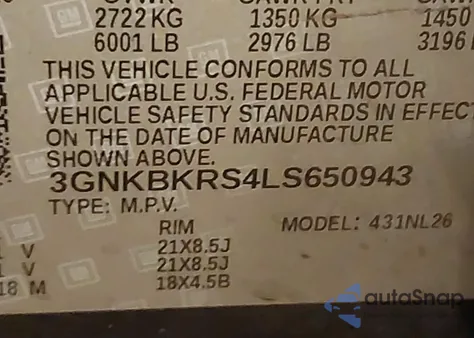 2722 KG 1350 KG 1450
6001 LB 2976 LB 3196
THIS VEHICLE CONFORMS TO ALL
APPLICABLE U.S. FEDERAL MOTOR
VEHICLE SAFETY STANDARDS IN EFFEC
ON THE DATE OF MANUFACTURE
SHOWN ABOVE.
3GNKBKRS4LS650943
TYPE: M.P.V.
RIM MODEL: 431NL26
V 21X8.5J
V 21X8.5J
18 M 18X4.5B
GM
autoSnap